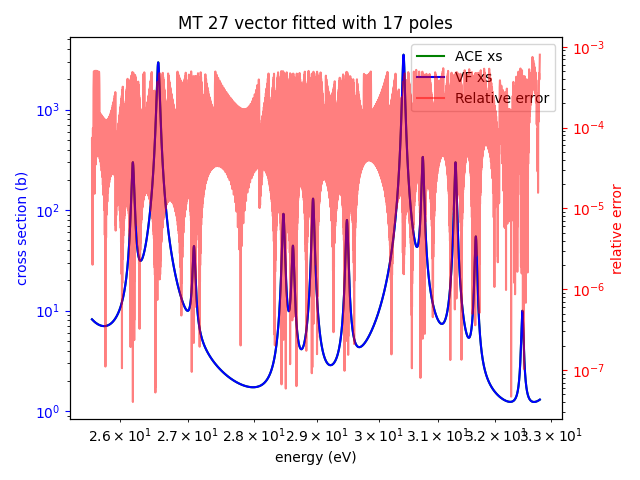 MT 27 vector fitted with 17 poles
ACE xs
VF xs
Relative error
cross section (b)
10³
10²
10¹
10⁰
relative error
10⁻³
10⁻⁴
10⁻⁵
10⁻⁶
10⁻⁷
2.6 × 10¹ 2.7 × 10¹ 2.8 × 10¹ 2.9 × 10¹ 3 × 10¹ 3.1 × 10¹ 3.2 × 10¹ 3.3 × 10¹
energy (eV)